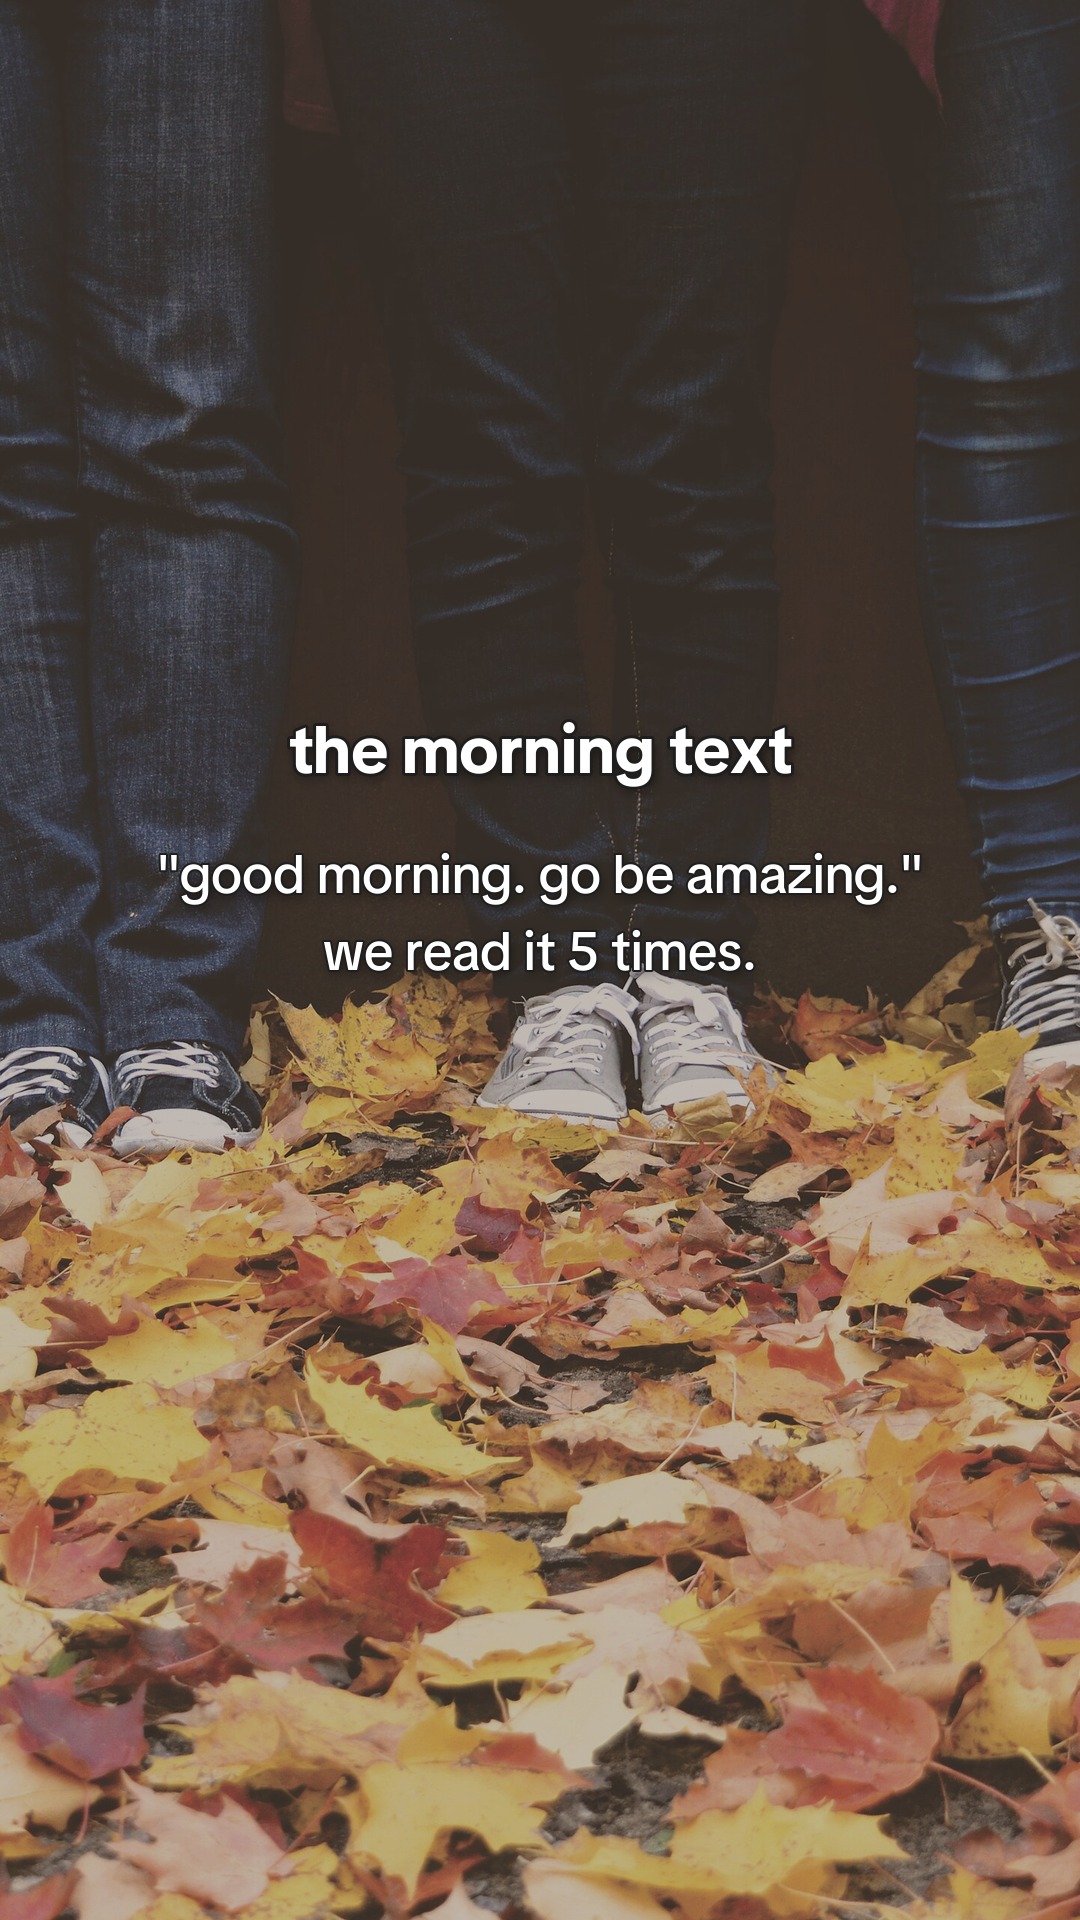 the morning text
"good morning. go be amazing."
we read it 5 times.